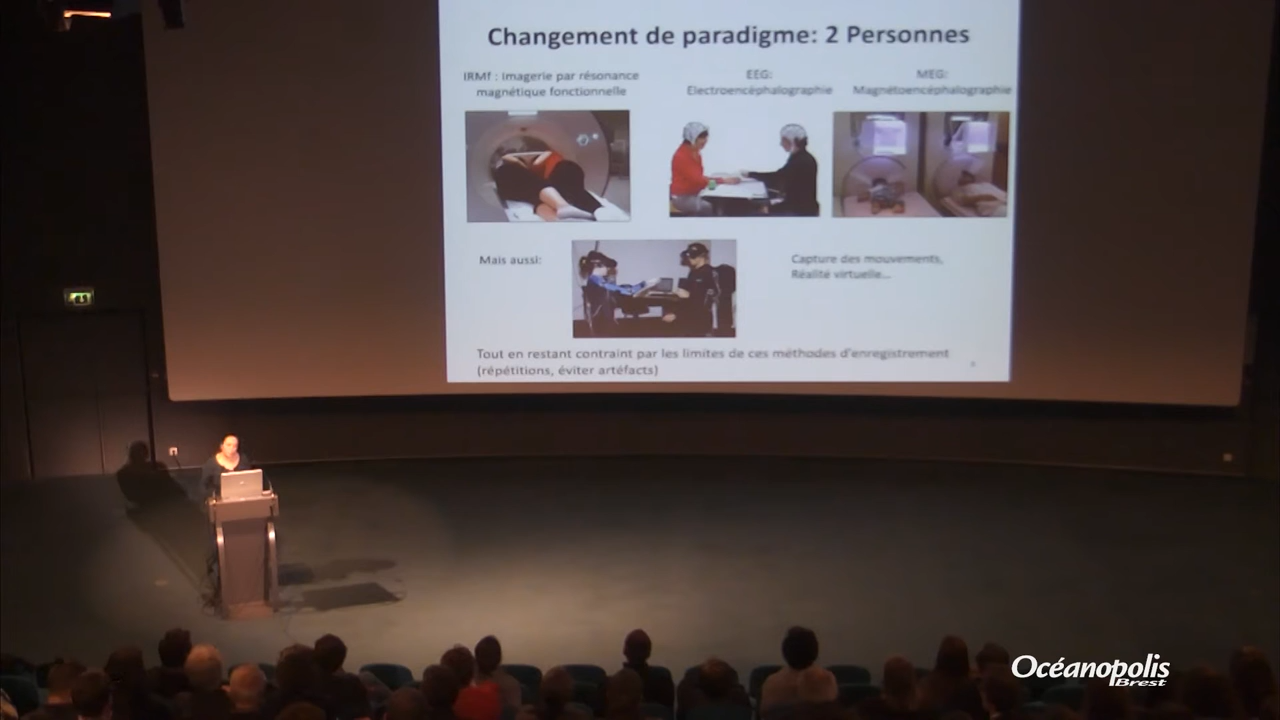 Changement de paradigme: 2 Personnes
IRMf : Imagerie par résonance
magnétique fonctionnelle
EEG:
Electroencéphalographie
MEG:
Magnétoencéphalographie
Mais aussi:
Capture des mouvements,
Réalité virtuelle...
Tout en restant contraint par les limites de ces méthodes d'enregistrement
(répétitions, éviter artéfacts)
Océanopolis
Brest